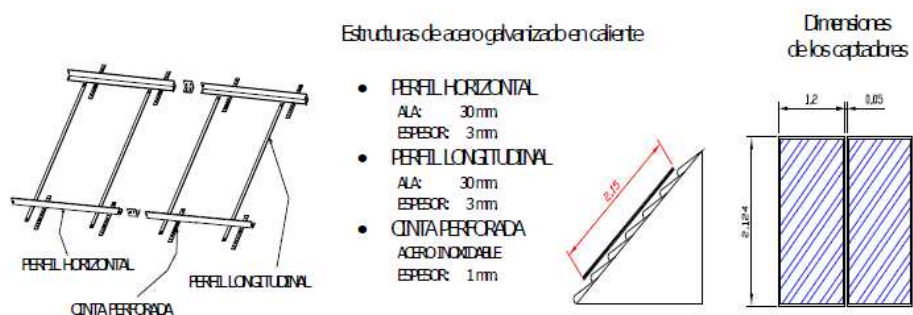 Estructuras de acero galvanizado en caliente
• PERFIL HORIZONTAL
ALA: 30 mm
ESPESOR: 3 mm
• PERFIL LONGITUDINAL
ALA: 30 mm
ESPESOR: 3 mm
• CINTA PERFORADA
ACERO INOXIDABLE
ESPESOR: 1 mm
PERFIL HORIZONTAL
CINTA PERFORADA
PERFIL LONGITUDINAL
2,15
Dimensiones
de los captadores
1,2
0,05
2,124